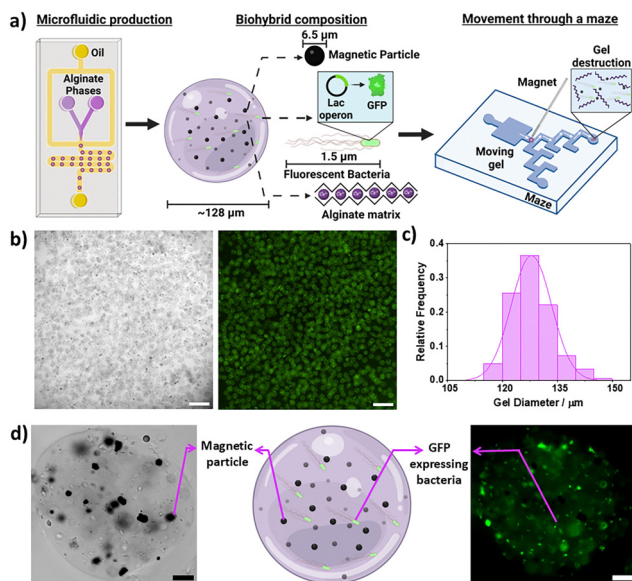 a)
Microfluidic production
Biohybrid composition
Movement through a maze
Oil
Alginate
Phases
6.5 μm
Magnetic Particle
Lac
operon
GFP
1.5 μm
Fluorescent Bacteria
~128 μm
Alginate matrix
Gel
destruction
Magnet
Moving
gel
Maze
b)
c)
Relative Frequency
0.4
0.3
0.2
0.1
0.0
105
120
135
150
Gel Diameter / μm
d)
Magnetic
particle
GFP
expressing
bacteria